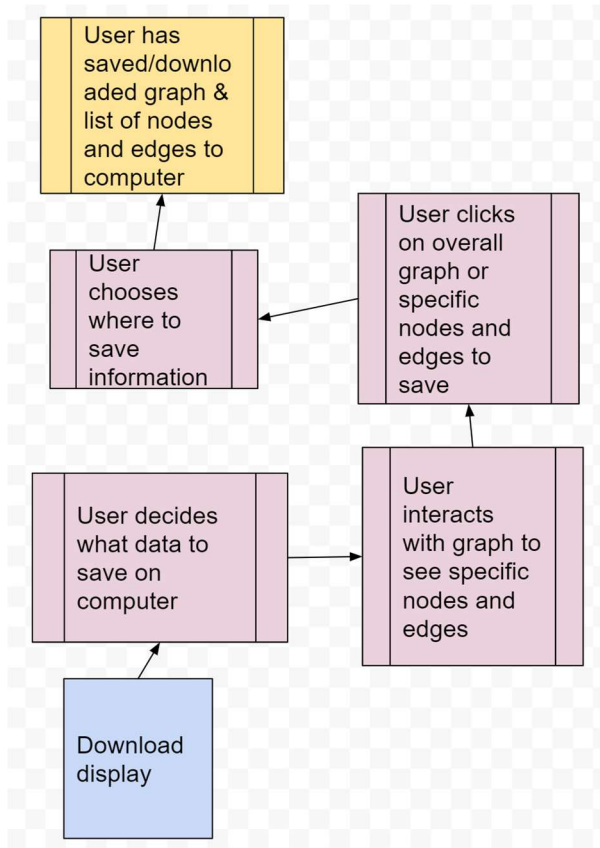 User has
saved/downlo
aded graph &
list of nodes
and edges to
computer
User clicks
on overall
graph or
specific
nodes and
edges to
save
User
chooses
where to
save
information
User decides
what data to
save on
computer
User
interacts
with graph to
see specific
nodes and
edges
Download
display